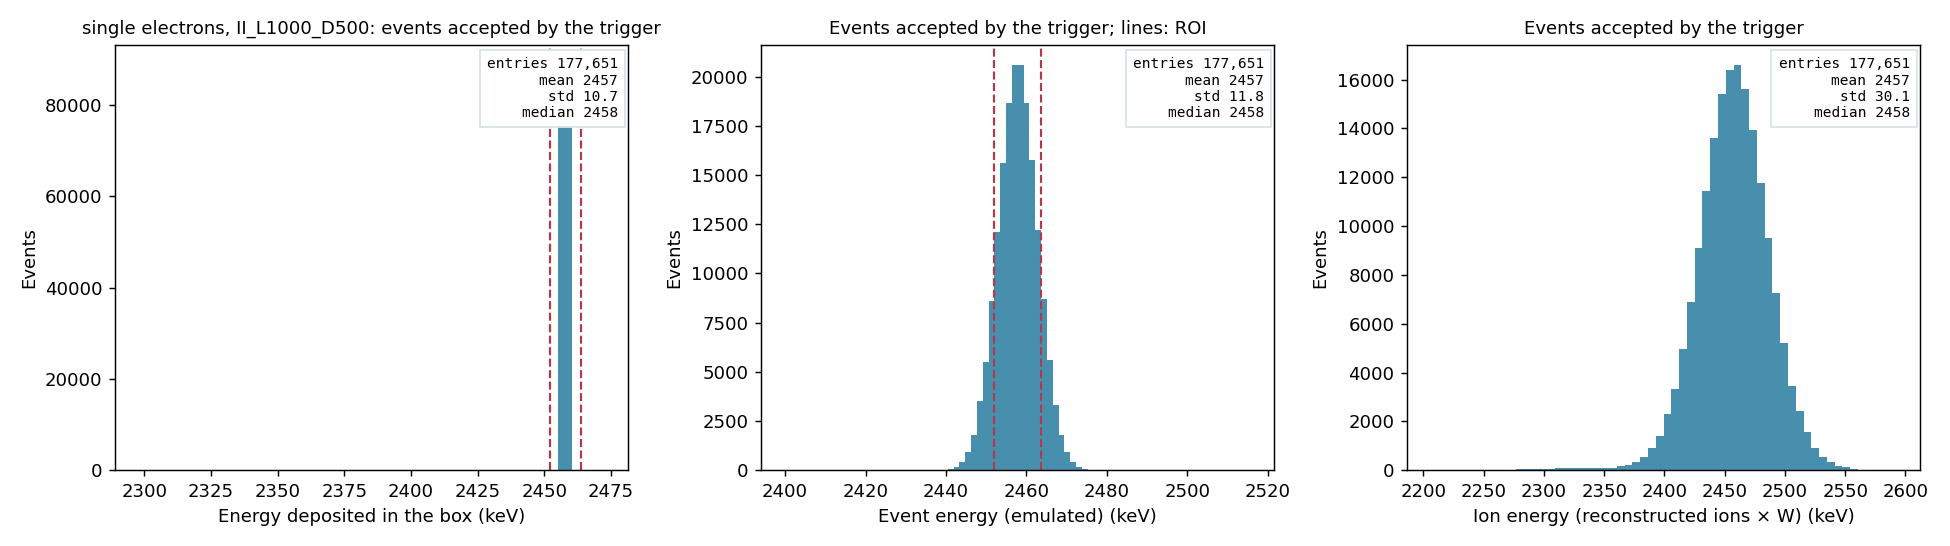 single electrons, II_L1000_D500: events accepted by the trigger
entries 177,651
mean 2457
std 10.7
median 2458
Events
80000
60000
40000
20000
0
2300 2325 2350 2375 2400 2425 2450 2475
Energy deposited in the box (keV)
Events accepted by the trigger; lines: ROI
entries 177,651
mean 2457
std 11.8
median 2458
Events
20000
17500
15000
12500
10000
7500
5000
2500
0
2400 2420 2440 2460 2480 2500 2520
Event energy (emulated) (keV)
Events accepted by the trigger
entries 177,651
mean 2457
std 30.1
median 2458
Events
16000
14000
12000
10000
8000
6000
4000
2000
0
2200 2250 2300 2350 2400 2450 2500 2550 2600
Ion energy (reconstructed ions × W) (keV)